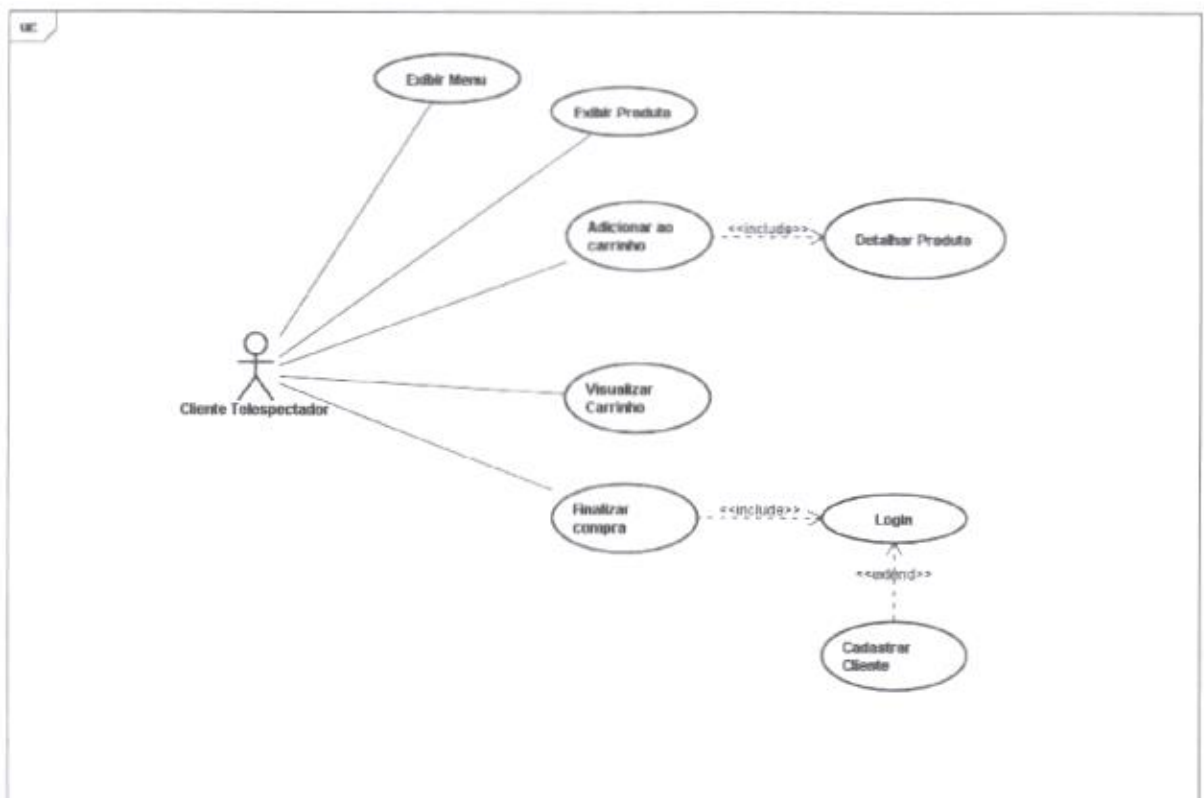 uc
Exibir Menu
Exibir Produto
Adicionar ao
carrinho
<<include>>
Detalhar Produto
Cliente Telespectador
Visualizar
Carrinho
Finalizar
compra
<<include>>
Login
<<extend>>
Cadastrar
Cliente